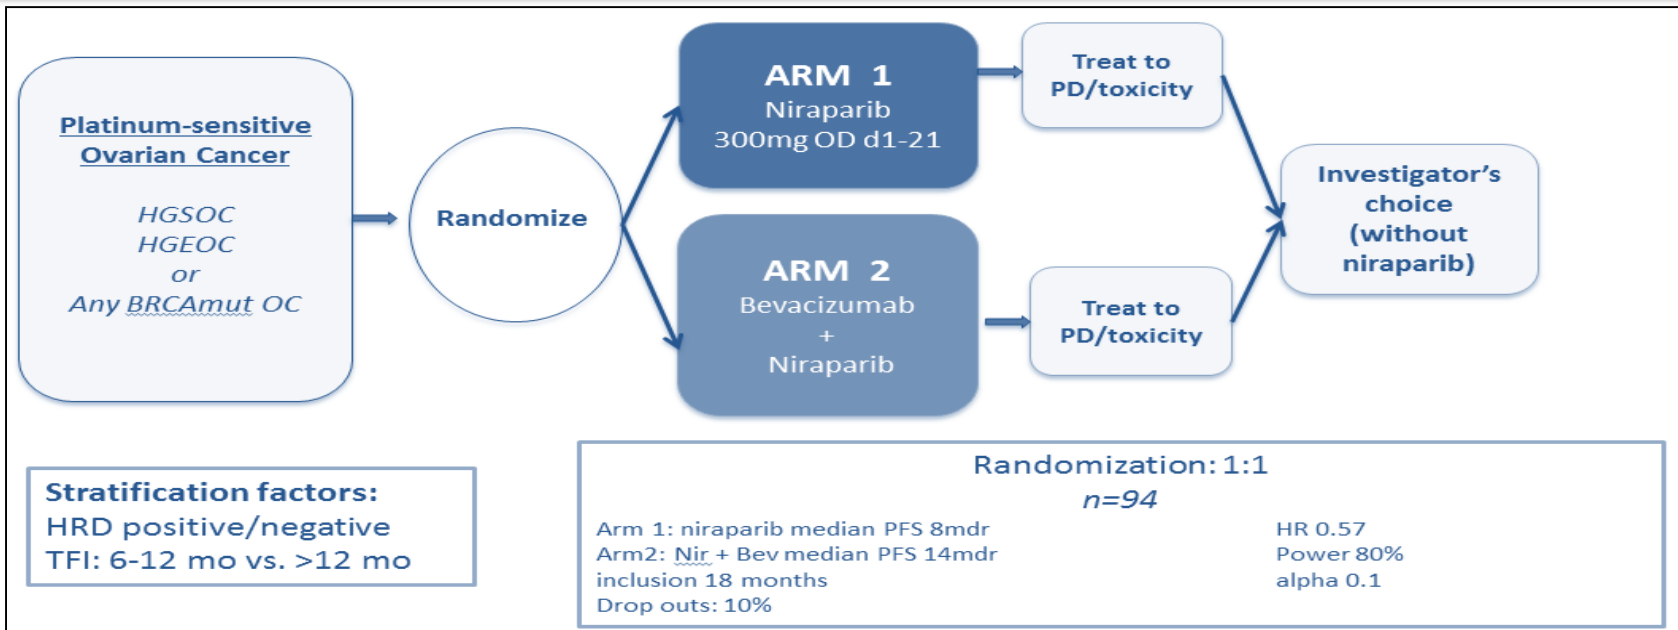 Platinum-sensitive
Ovarian Cancer
HGSOC
HGEOC
or
Any BRCAmut OC
Randomize
ARM 1
Niraparib
300mg OD d1-21
ARM 2
Bevacizumab
+
Niraparib
Treat to
PD/toxicity
Treat to
PD/toxicity
Investigator’s
choice
(without
niraparib)
Stratification factors:
HRD positive/negative
TFI: 6-12 mo vs. >12 mo
Randomization: 1:1
n=94
Arm 1: niraparib median PFS 8mdr
Arm2: Nir + Bev median PFS 14mdr
inclusion 18 months
Drop outs: 10%
HR 0.57
Power 80%
alpha 0.1